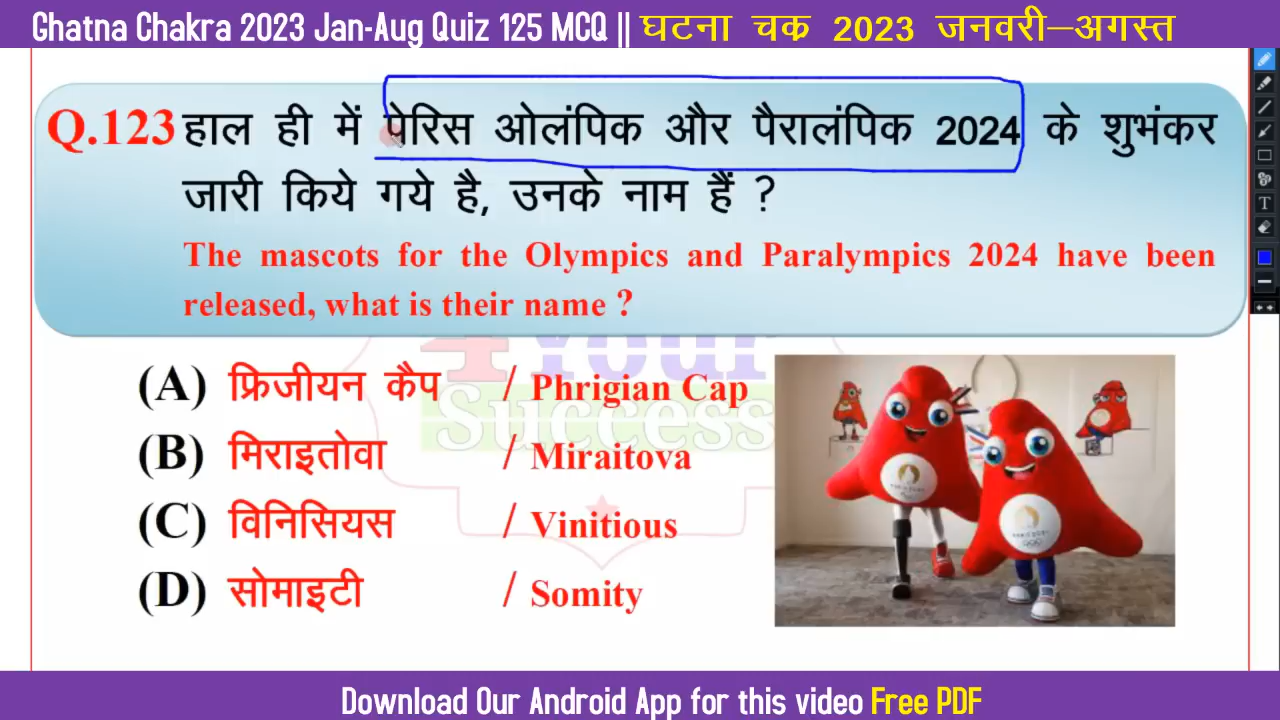 Ghatna Chakra 2023 Jan-Aug Quiz 125 MCQ || घटना चक्र 2023 जनवरी–अगस्त
Q.123 हाल ही में पेरिस ओलंपिक और पैरालंपिक 2024 के शुभंकर
जारी किये गये है, उनके नाम हैं ?
The mascots for the Olympics and Paralympics 2024 have been
released, what is their name ?
4Your
Success
(A) फ्रिजीयन कैप / Phrigian Cap
(B) मिराइतोवा / Miraitova
(C) विनिसियस / Vinitious
(D) सोमाइटी / Somity
Download Our Android App for this video Free PDF